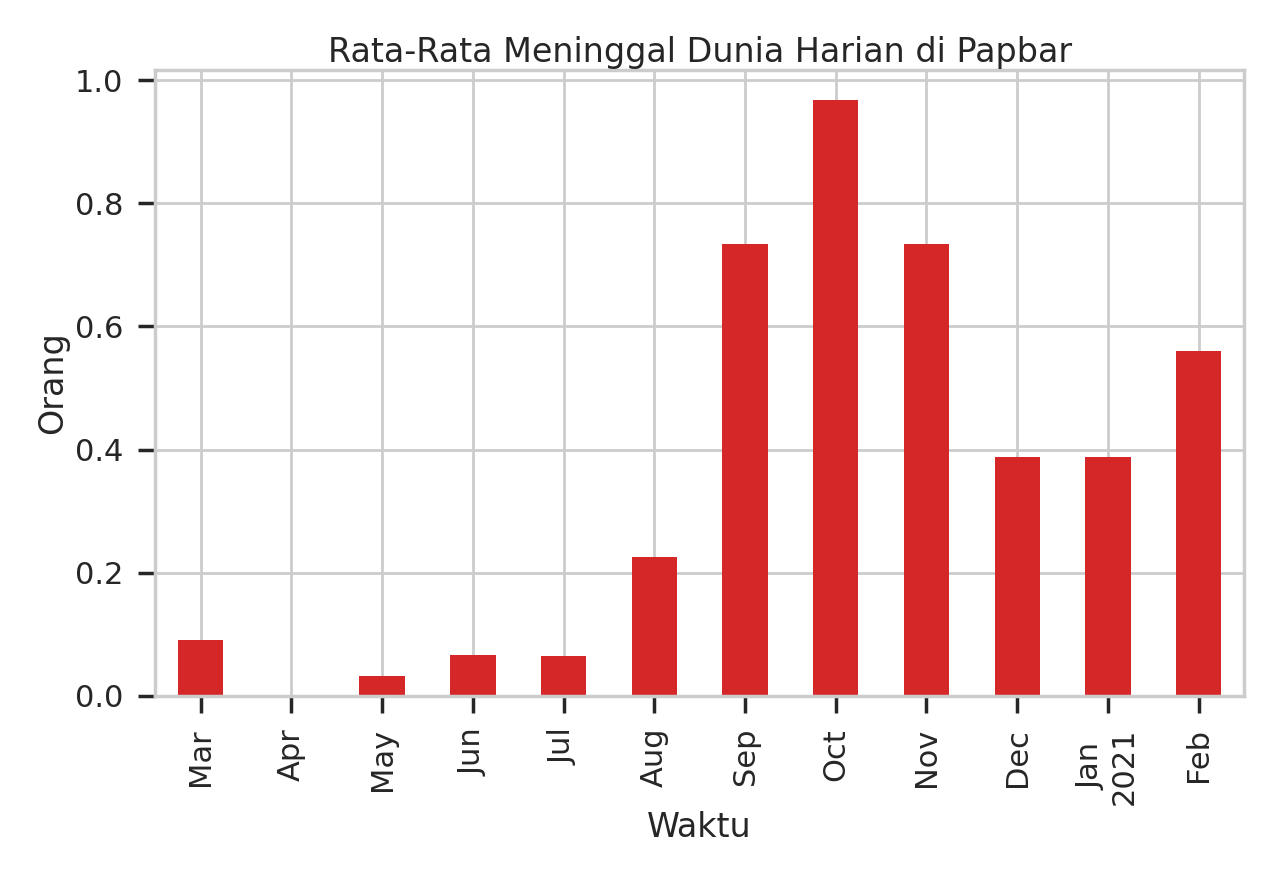 Rata-Rata Meninggal Dunia Harian di Papbar
1.0
0.8
0.6
0.4
0.2
0.0
Orang
Mar
Apr
May
Jun
Jul
Aug
Sep
Oct
Nov
Dec
Jan
2021
Feb
Waktu